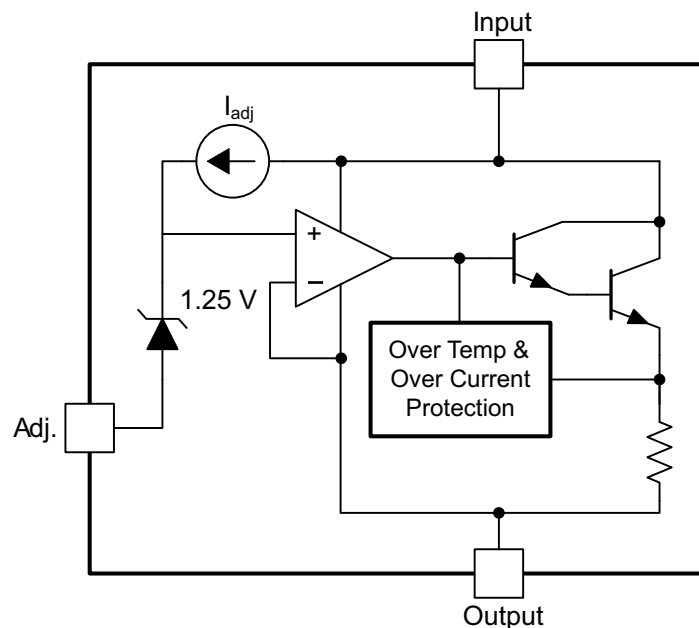 Input
I_adj
+
−
1.25 V
Over Temp &
Over Current
Protection
Adj.
Output